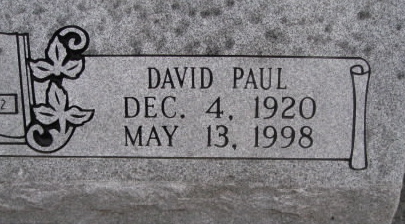 DAVID PAUL
DEC. 4, 1920
MAY 13, 1998